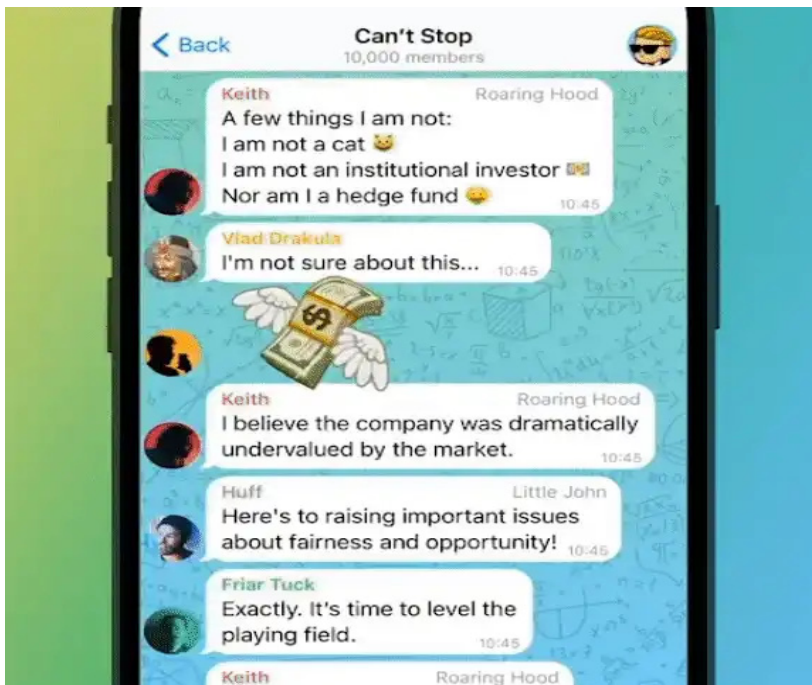 Back
Can't Stop
10,000 members
Keith Roaring Hood
A few things I am not:
I am not a cat 😺
I am not an institutional investor 💴
Nor am I a hedge fund 🤑
10:45
Vlad Drakula
I'm not sure about this...
10:45
$
Keith Roaring Hood
I believe the company was dramatically
undervalued by the market.
10:45
Huff Little John
Here's to raising important issues
about fairness and opportunity!
10:45
Friar Tuck
Exactly. It's time to level the
playing field.
10:45
Keith Roaring Hood